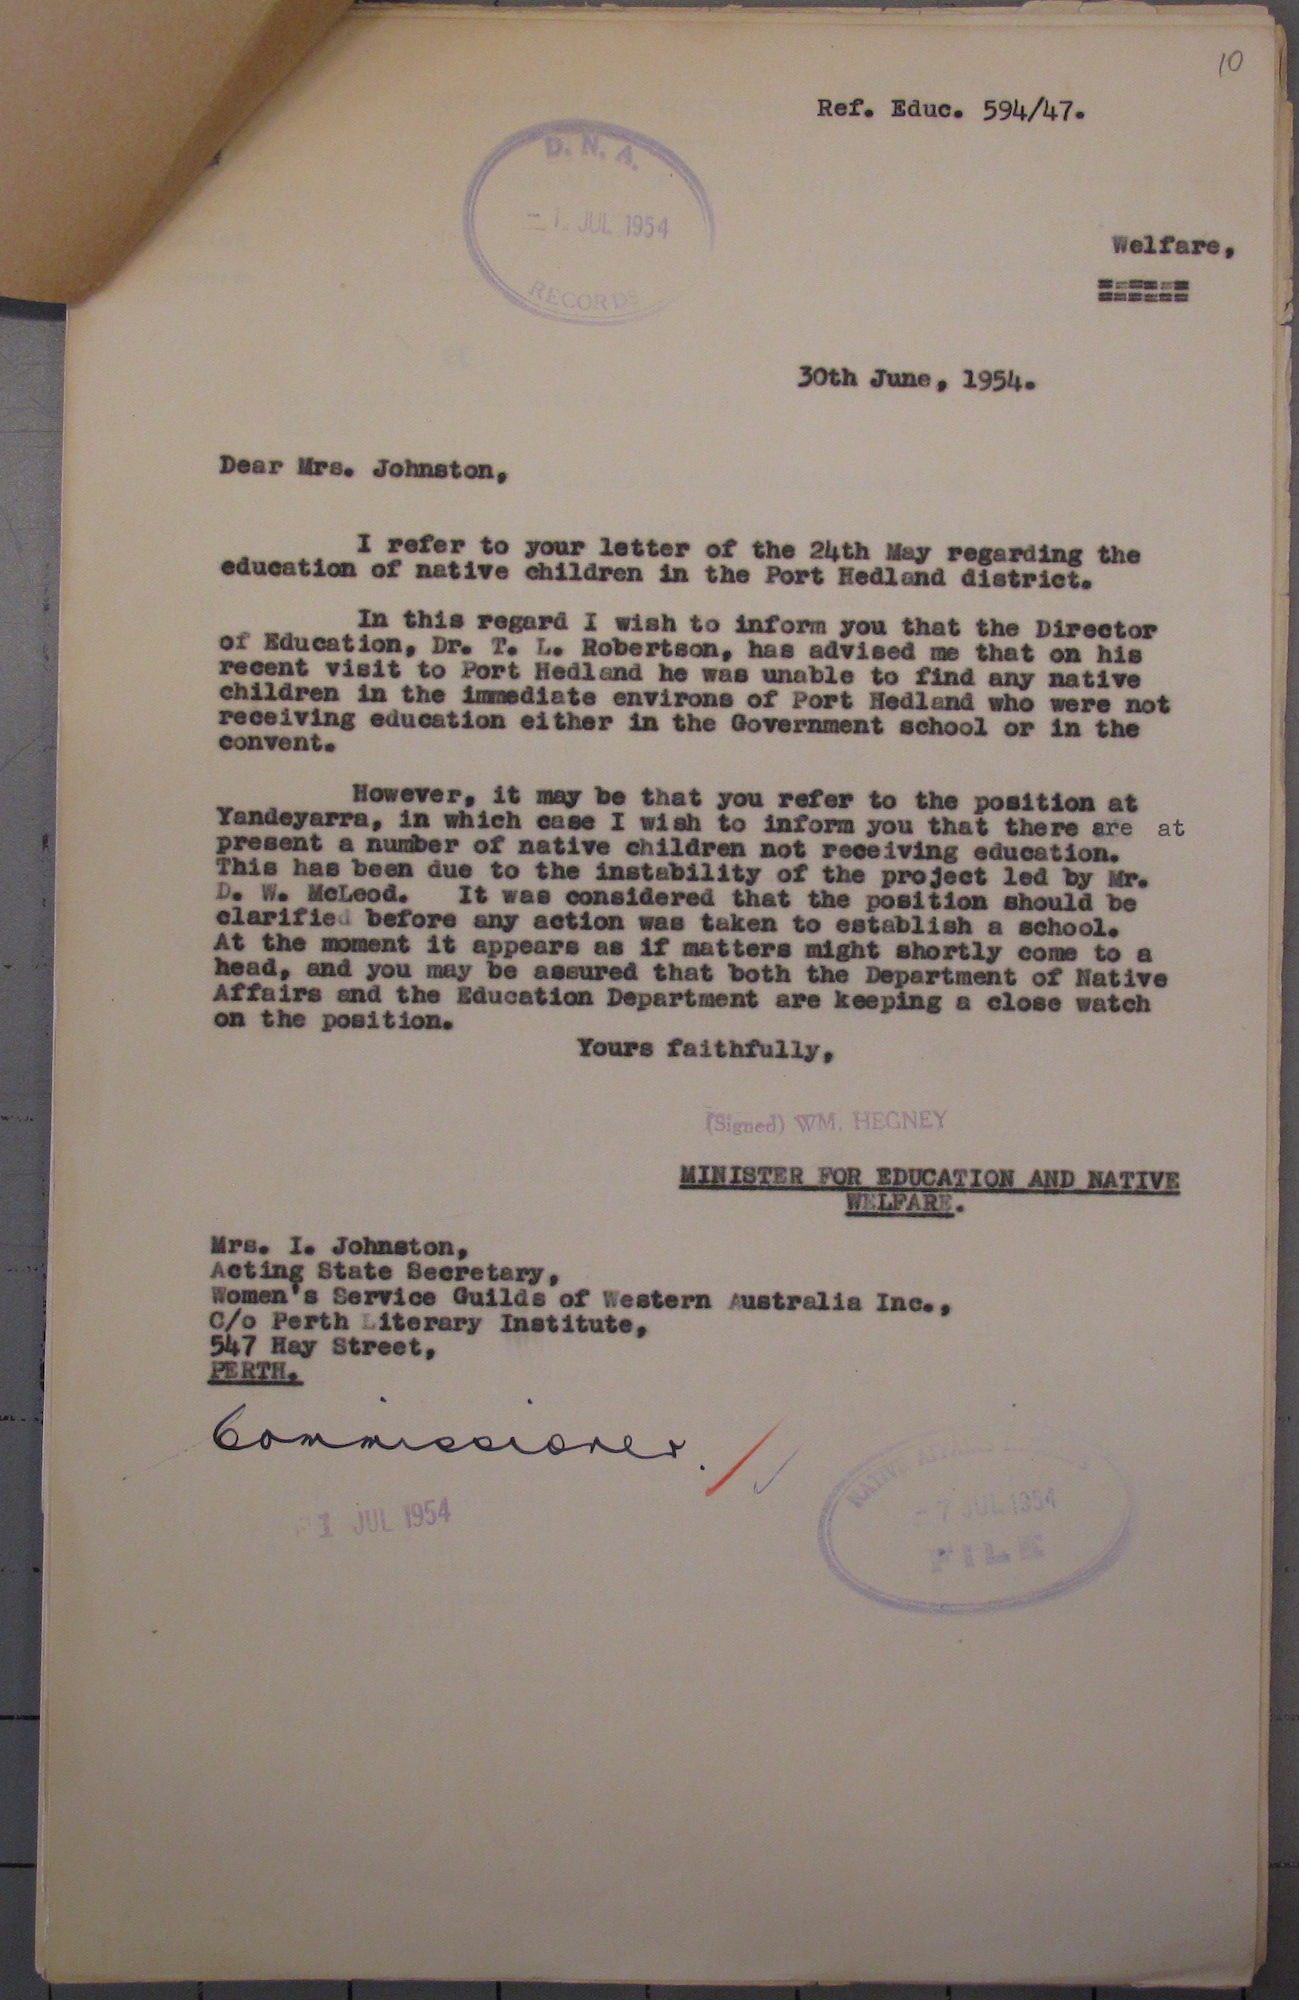 10
Ref. Educ. 594/47.
D. N. A.
- 1. JUL 1954
RECORDS
Welfare,
30th June, 1954.
Dear Mrs. Johnston,
I refer to your letter of the 24th May regarding the
education of native children in the Port Hedland district.
In this regard I wish to inform you that the Director
of Education, Dr. T. L. Robertson, has advised me that on his
recent visit to Port Hedland he was unable to find any native
children in the immediate environs of Port Hedland who were not
receiving education either in the Government school or in the
convent.
However, it may be that you refer to the position at
Yandeyarra, in which case I wish to inform you that there are at
present a number of native children not receiving education.
This has been due to the instability of the project led by Mr.
D. W. McLeod. It was considered that the position should be
clarified before any action was taken to establish a school.
At the moment it appears as if matters might shortly come to a
head, and you may be assured that both the Department of Native
Affairs and the Education Department are keeping a close watch
on the position.
Yours faithfully,
(Signed) WM. HEGNEY
MINISTER FOR EDUCATION AND NATIVE
WELFARE.
Mrs. I. Johnston,
Acting State Secretary,
Women's Service Guilds of Western Australia Inc.,
C/o Perth Literary Institute,
547 Hay Street,
PERTH.
Commissioner.
1 JUL 1954
NATIVE AFFAIRS
- 7 JUL 1954
FILE